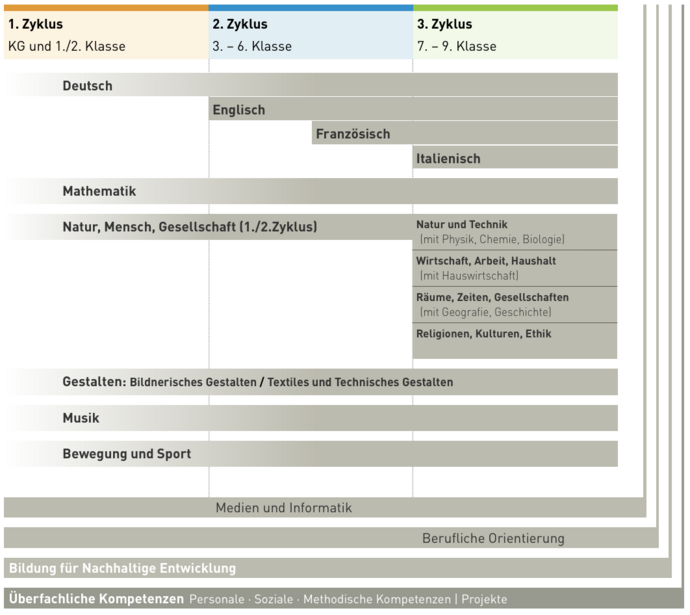 1. Zyklus
KG und 1./2. Klasse
2. Zyklus
3. – 6. Klasse
3. Zyklus
7. – 9. Klasse
Deutsch
Englisch
Französisch
Italienisch
Mathematik
Natur, Mensch, Gesellschaft (1./2.Zyklus)
Natur und Technik
(mit Physik, Chemie, Biologie)
Wirtschaft, Arbeit, Haushalt
(mit Hauswirtschaft)
Räume, Zeiten, Gesellschaften
(mit Geografie, Geschichte)
Religionen, Kulturen, Ethik
Gestalten: Bildnerisches Gestalten / Textiles und Technisches Gestalten
Musik
Bewegung und Sport
Medien und Informatik
Berufliche Orientierung
Bildung für Nachhaltige Entwicklung
Überfachliche Kompetenzen Personale · Soziale · Methodische Kompetenzen | Projekte